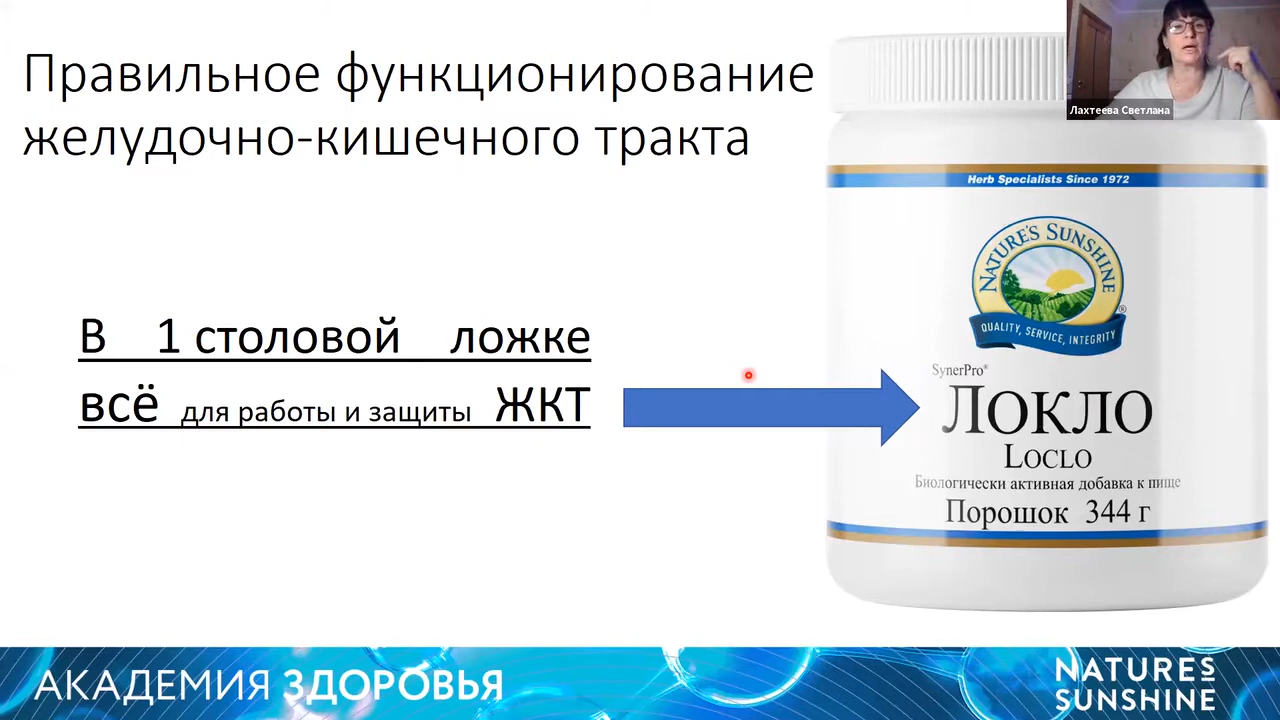 Правильное функционирование
желудочно-кишечного тракта
Лахтеева Светлана
В 1 столовой ложке
всё для работы и защиты ЖКТ
Herb Specialists Since 1972
NATURE'S SUNSHINE
®
QUALITY, SERVICE, INTEGRITY
SynerPro®
ЛОКЛО
LOCLO
Биологически активная добавка к пище
Порошок 344 г
АКАДЕМИЯ ЗДОРОВЬЯ
NATURE'S
SUNSHINE